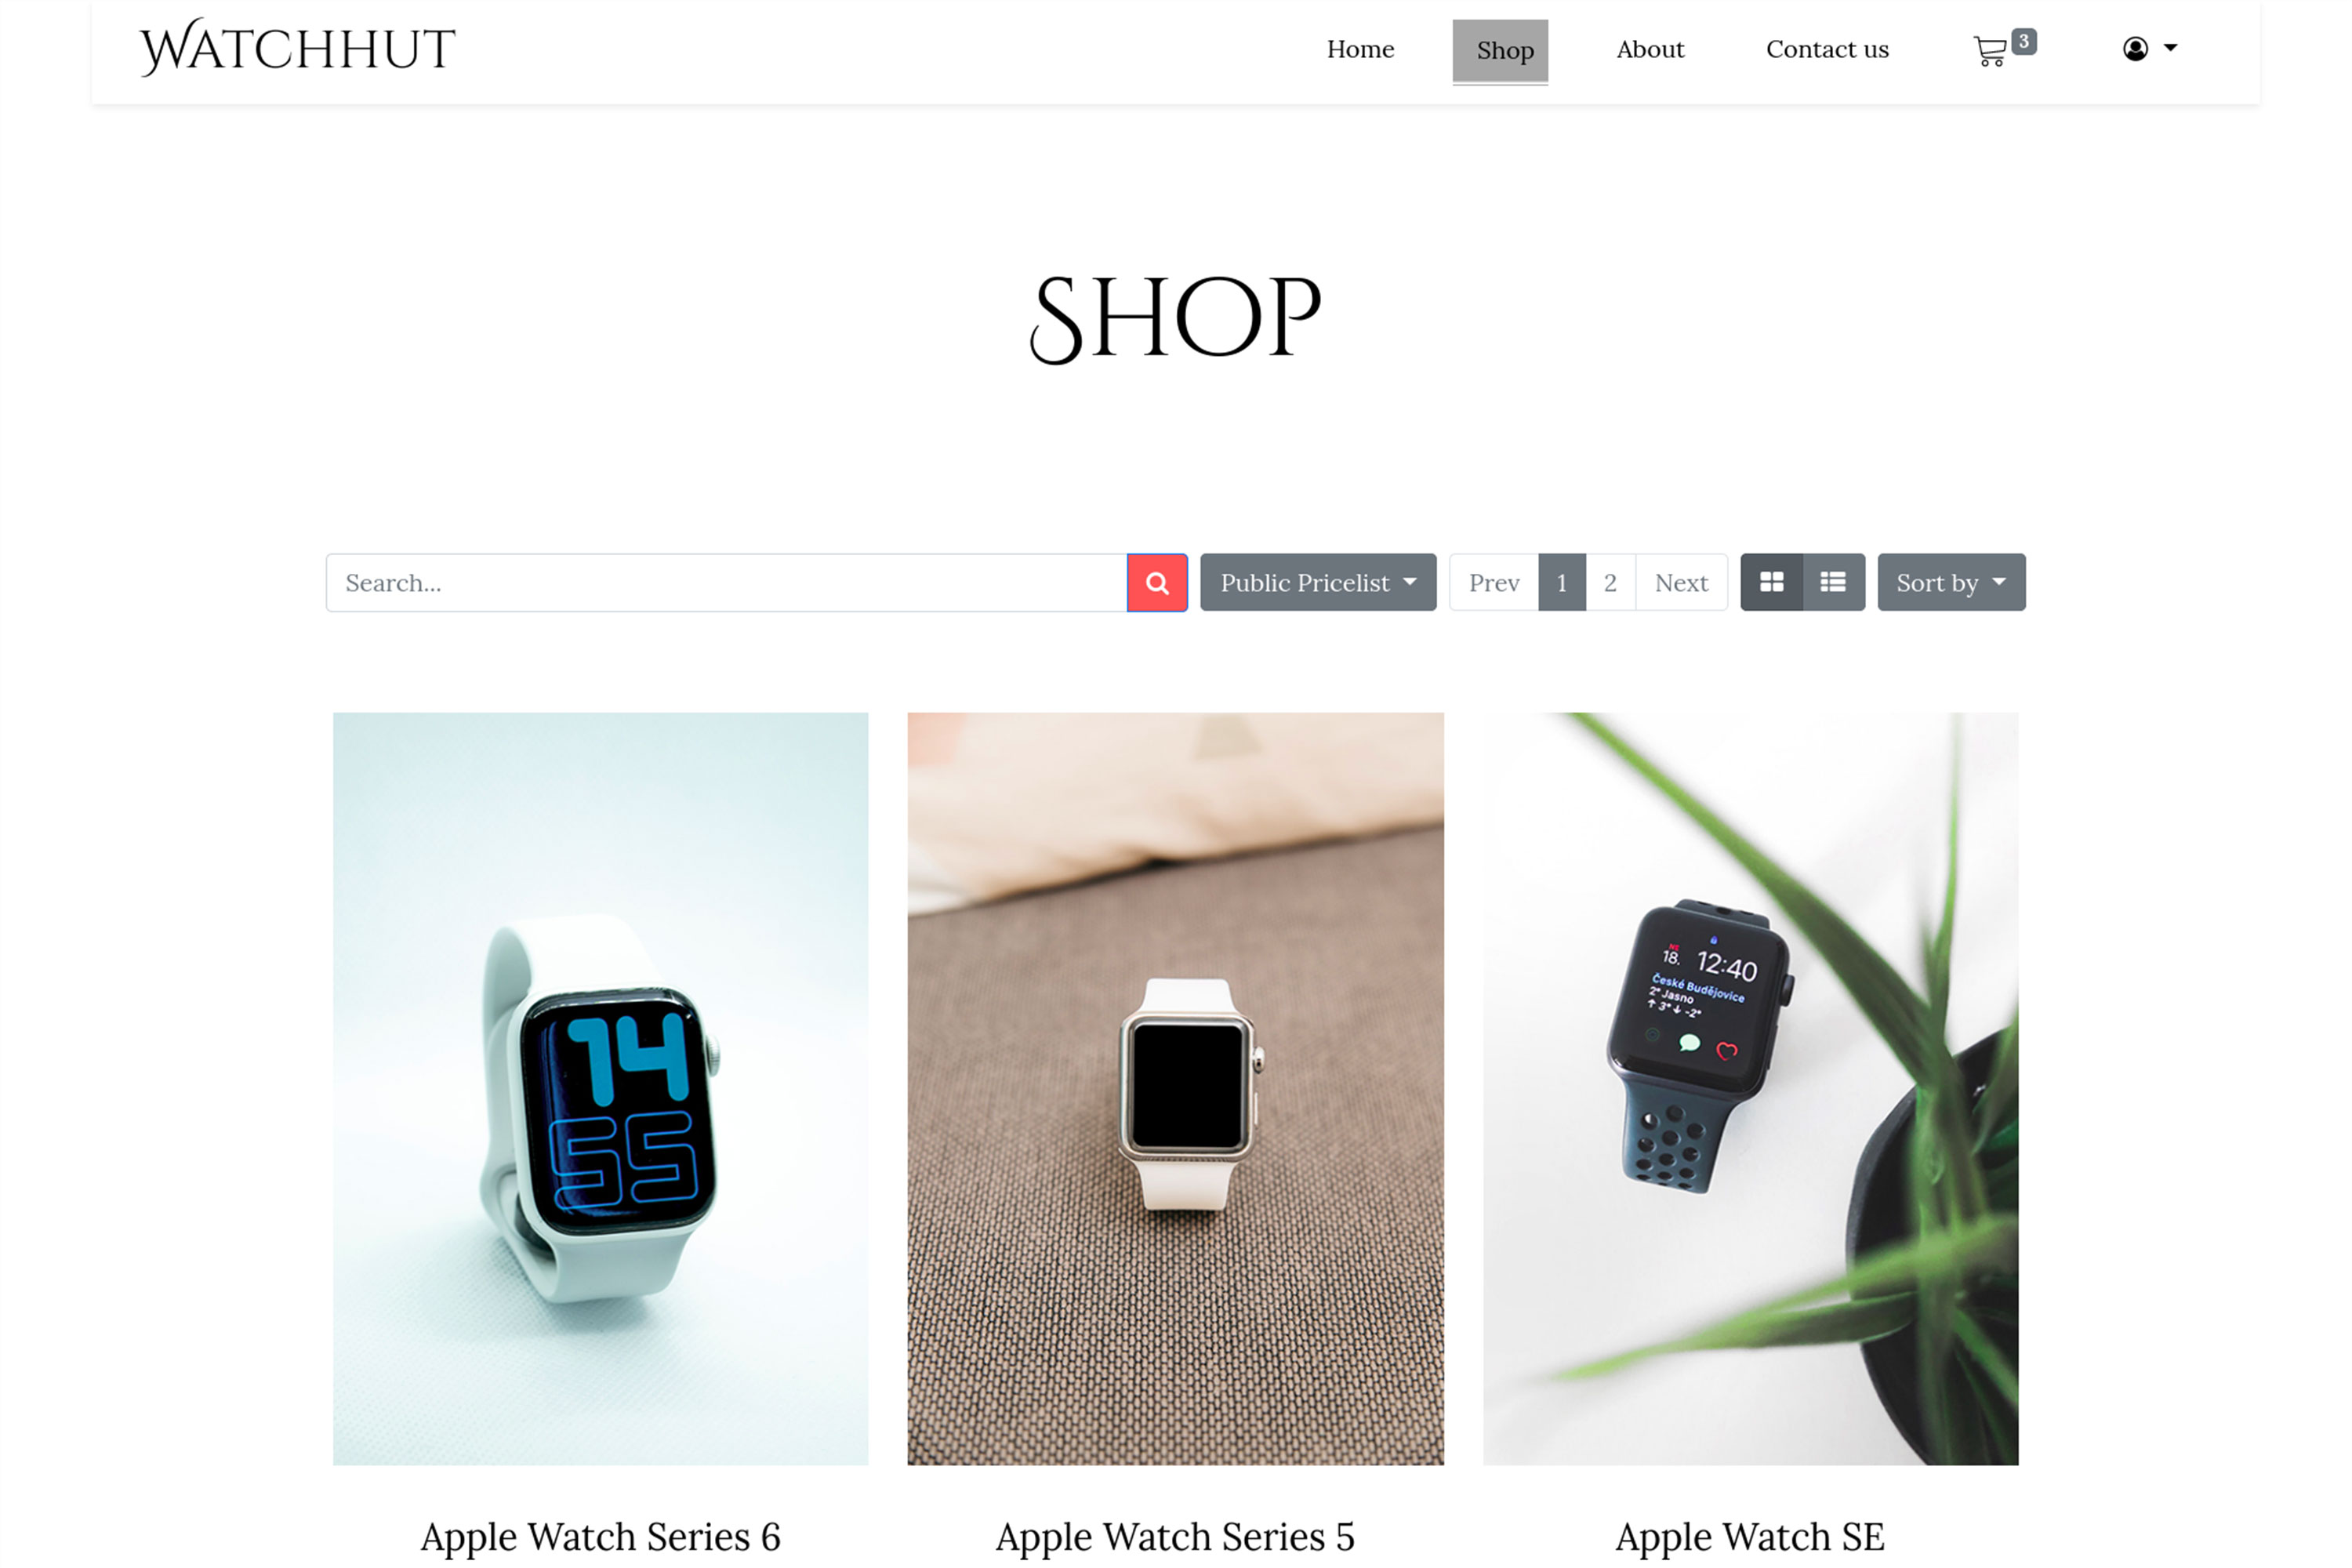 WATCHHUT
Home Shop About Contact us 3
SHOP
Search... Public Pricelist Prev 1 2 Next Sort by
14
55
NE
18. 12:40
České Budějovice
2° Jasno
↑ 3° ↓ -2°
Apple Watch Series 6 Apple Watch Series 5 Apple Watch SE